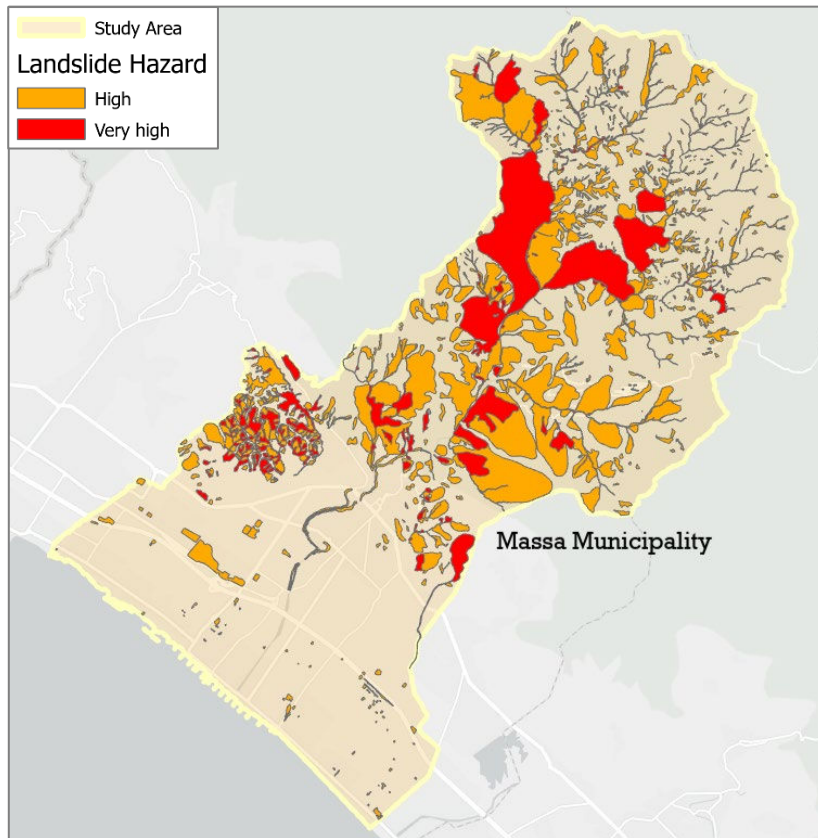 Study Area
Landslide Hazard
High
Very high
Massa Municipality